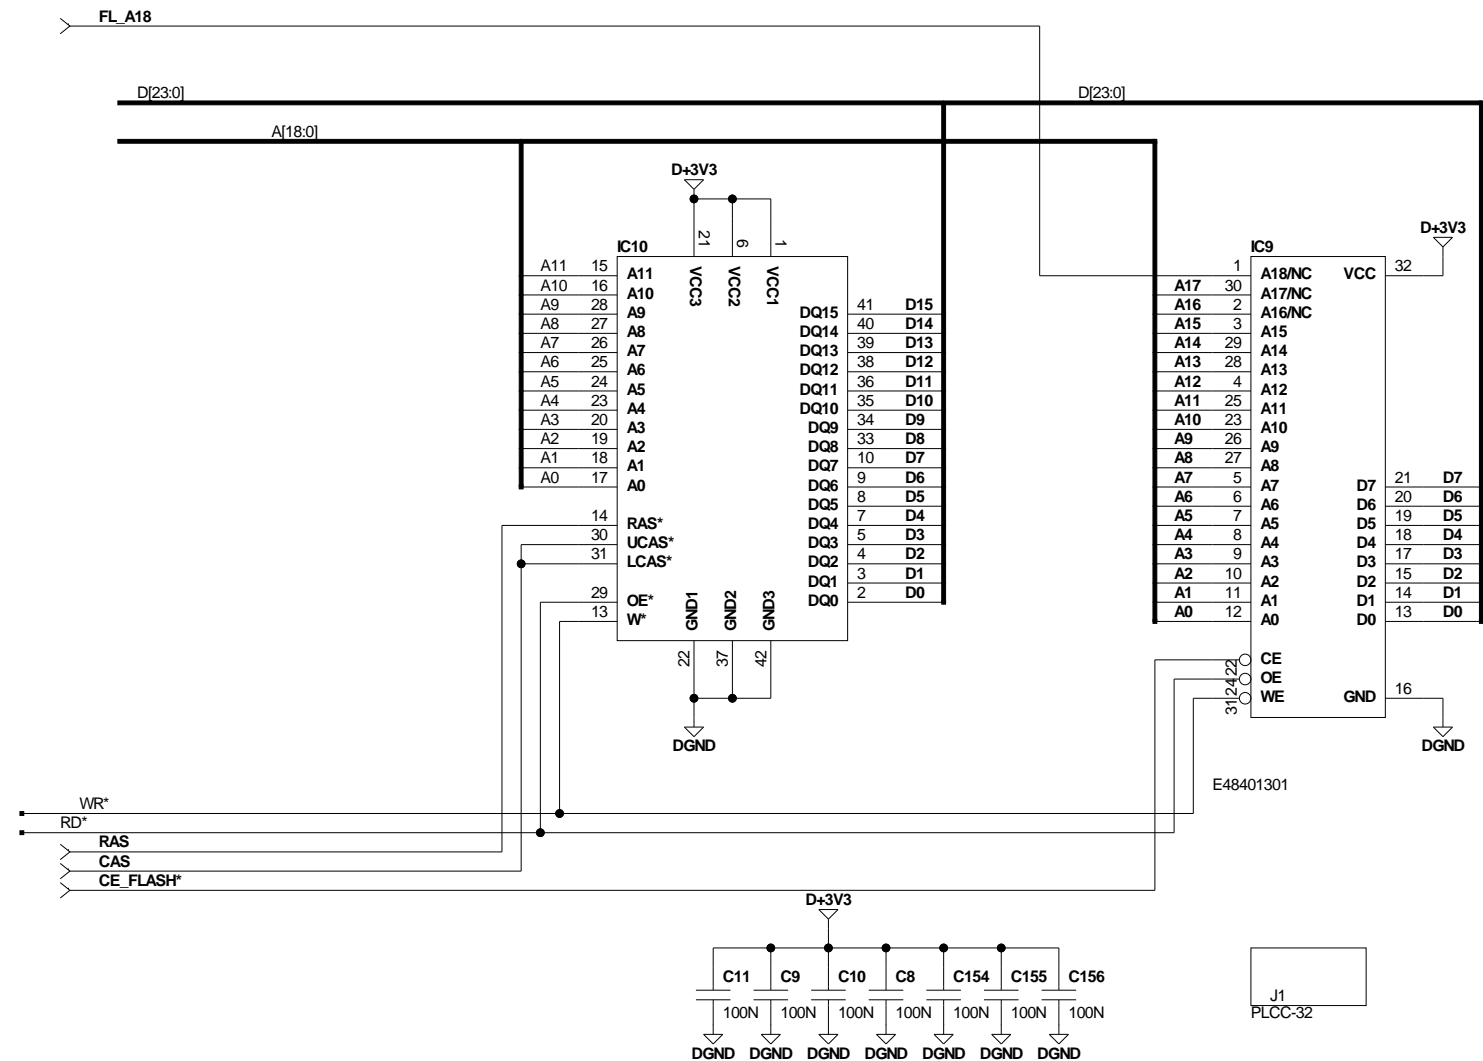 FL_A18
D[23:0]
D[23:0]
A[18:0]
D+3V3
21
6
1
IC10
VCC3
VCC2
VCC1
A11 15 A11
A10 16 A10
A9 28 A9
A8 27 A8
A7 26 A7
A6 25 A6
A5 24 A5
A4 23 A4
A3 20 A3
A2 19 A2
A1 18 A1
A0 17 A0
14 RAS*
30 UCAS*
31 LCAS*
29 OE*
13 W*
DQ15 41 D15
DQ14 40 D14
DQ13 39 D13
DQ12 38 D12
DQ11 36 D11
DQ10 35 D10
DQ9 34 D9
DQ8 33 D8
DQ7 10 D7
DQ6 9 D6
DQ5 8 D5
DQ4 7 D4
DQ3 5 D3
DQ2 4 D2
DQ1 3 D1
DQ0 2 D0
GND1
GND2
GND3
22
37
42
DGND
IC9
D+3V3
1 A18/NC
VCC 32
A17 30 A17/NC
A16 2 A16/NC
A15 3 A15
A14 29 A14
A13 28 A13
A12 4 A12
A11 25 A11
A10 23 A10
A9 26 A9
A8 27 A8
A7 5 A7
A6 6 A6
A5 7 A5
A4 8 A4
A3 9 A3
A2 10 A2
A1 11 A1
A0 12 A0
D7 21 D7
D6 20 D6
D5 19 D5
D4 18 D4
D3 17 D3
D2 15 D2
D1 14 D1
D0 13 D0
22 CE
24 OE
31 WE
GND 16
DGND
E48401301
WR*
RD*
RAS
CAS
CE_FLASH*
D+3V3
C11 C9 C10 C8 C154 C155 C156
100N 100N 100N 100N 100N 100N 100N
DGND DGND DGND DGND DGND DGND DGND
J1
PLCC-32